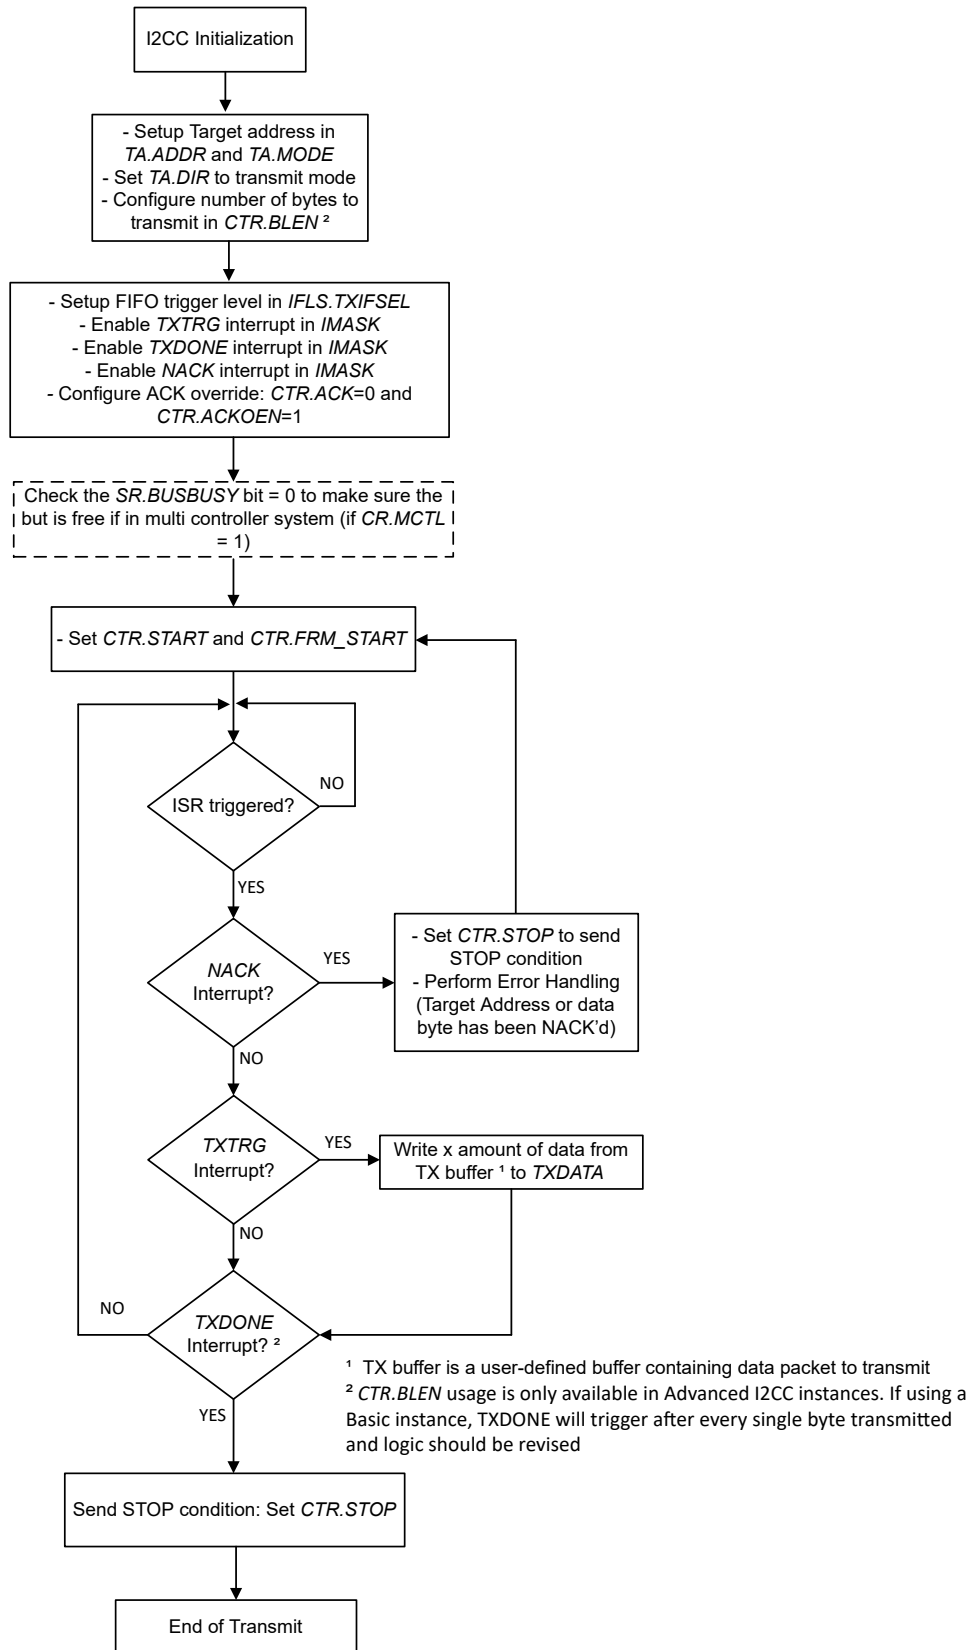 I2CC Initialization
- Setup Target address in
TA.ADDR and TA.MODE
- Set TA.DIR to transmit mode
- Configure number of bytes to
transmit in CTR.BLEN ²
- Setup FIFO trigger level in IFLS.TXIFSEL
- Enable TXTRG interrupt in IMASK
- Enable TXDONE interrupt in IMASK
- Enable NACK interrupt in IMASK
- Configure ACK override: CTR.ACK=0 and
CTR.ACKOEN=1
Check the SR.BUSBUSY bit = 0 to make sure the
but is free if in multi controller system (if CR.MCTL
= 1)
- Set CTR.START and CTR.FRM_START
ISR triggered?
NO
YES
NACK
Interrupt?
YES
- Set CTR.STOP to send
STOP condition
- Perform Error Handling
(Target Address or data
byte has been NACK'd)
NO
TXTRG
Interrupt?
YES
Write x amount of data from
TX buffer ¹ to TXDATA
NO
TXDONE
Interrupt? ²
NO
YES
¹ TX buffer is a user-defined buffer containing data packet to transmit
² CTR.BLEN usage is only available in Advanced I2CC instances. If using a
Basic instance, TXDONE will trigger after every single byte transmitted
and logic should be revised
Send STOP condition: Set CTR.STOP
End of Transmit